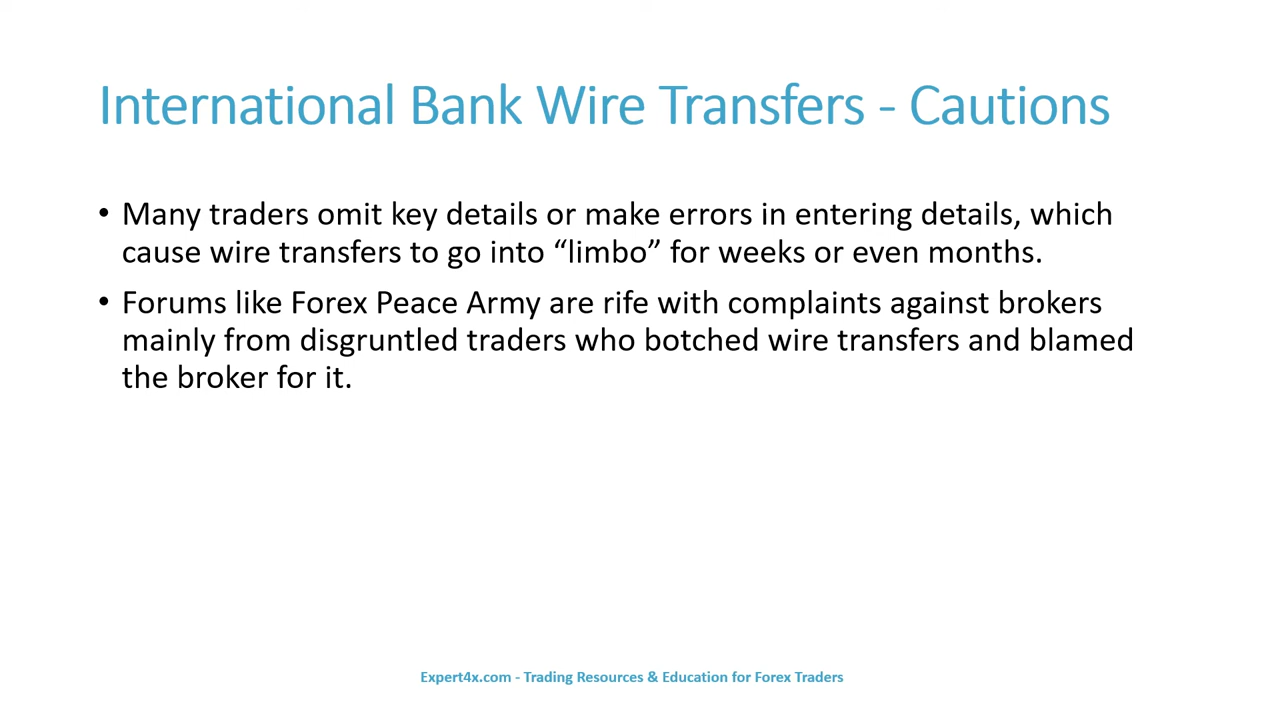 International Bank Wire Transfers - Cautions
• Many traders omit key details or make errors in entering details, which
cause wire transfers to go into “limbo” for weeks or even months.
• Forums like Forex Peace Army are rife with complaints against brokers
mainly from disgruntled traders who botched wire transfers and blamed
the broker for it.
Expert4x.com - Trading Resources & Education for Forex Traders